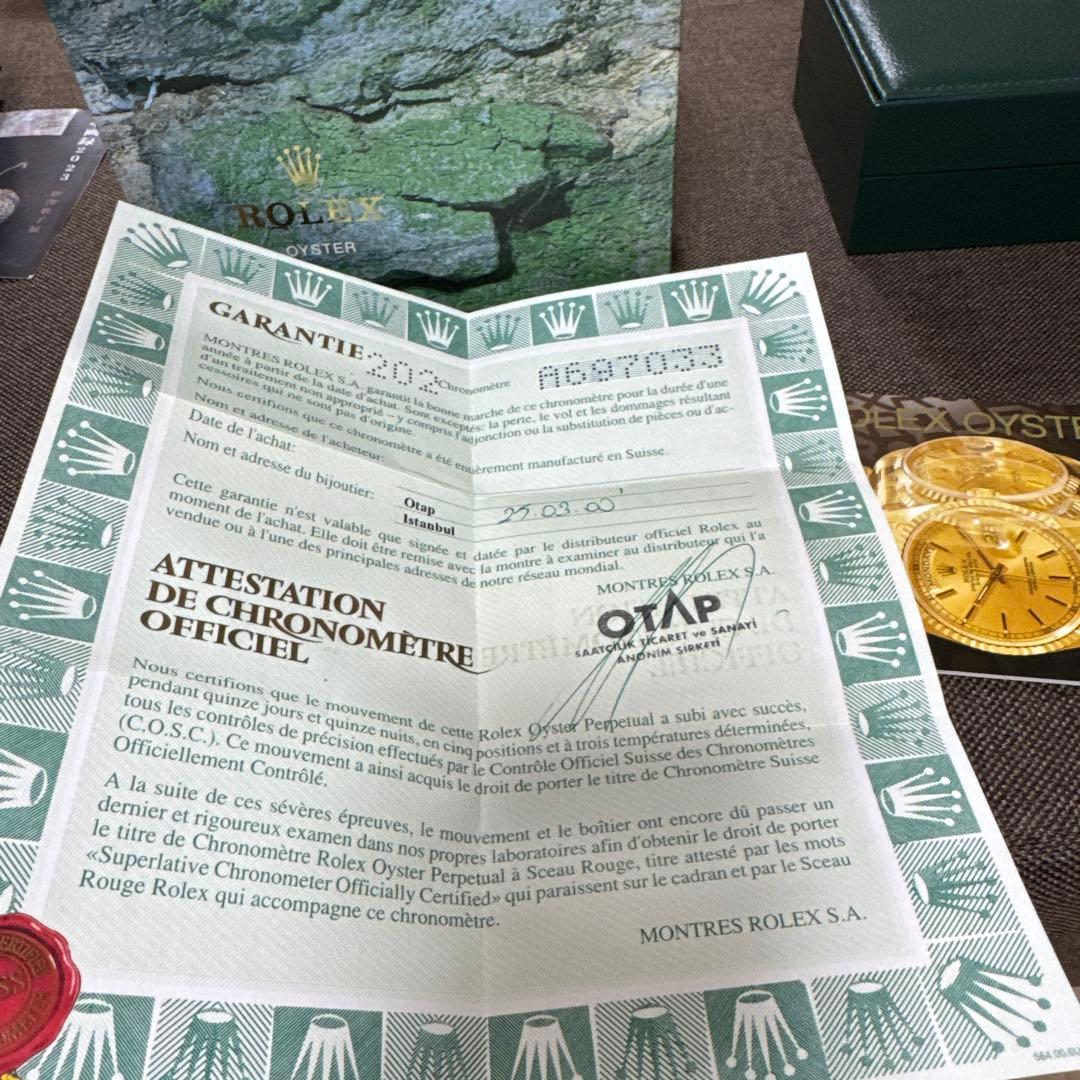 ROLEX
OYSTER
2023
ROLEX OYSTE
GARANTIE
202
Chronomètre
A697033
MONTRES ROLEX S.A. garantit la bonne marche de ce chronomètre pour la durée d'une
année à partir de la date d'achat. Sont exceptés: la perte, le vol et les dommages résultant
d'un traitement non approprié – y compris l'adjonction ou la substitution de pièces ou d'ac-
cessoires qui ne sont pas d'origine.
Nous certifions que ce chronomètre a été entièrement manufacturé en Suisse.
Nom et adresse de l'acheteur:
Date de l'achat:
25.03.00
Nom et adresse du bijoutier:
Otap
Istanbul
Cette garantie n'est valable que signée et datée par le distributeur officiel Rolex au
moment de l'achat. Elle doit être remise avec la montre à examiner au distributeur qui l'a
vendue ou à l'une des principales adresses de notre réseau mondial.
MONTRES ROLEX S.A.
OTAP
SAATÇILIK TICARET ve SANAYİ
ANONİM ŞİRKETİ
ATTESTATION
DE CHRONOMÈTRE
OFFICIEL
Nous certifions que le mouvement de cette Rolex Oyster Perpetual a subi avec succès,
pendant quinze jours et quinze nuits, en cinq positions et à trois températures déterminées,
tous les contrôles de précision effectués par le Contrôle Officiel Suisse des Chronomètres
(C.O.S.C.). Ce mouvement a ainsi acquis le droit de porter le titre de Chronomètre Suisse
Officiellement Contrôlé.
A la suite de ces sévères épreuves, le mouvement et le boîtier ont encore dû passer un
dernier et rigoureux examen dans nos propres laboratoires afin d'obtenir le droit de porter
le titre de Chronomètre Rolex Oyster Perpetual à Sceau Rouge, titre attesté par les mots
«Superlative Chronometer Officially Certified» qui paraissent sur le cadran et par le Sceau
Rouge Rolex qui accompagne ce chronomètre.
MONTRES ROLEX S.A.
564.00.60